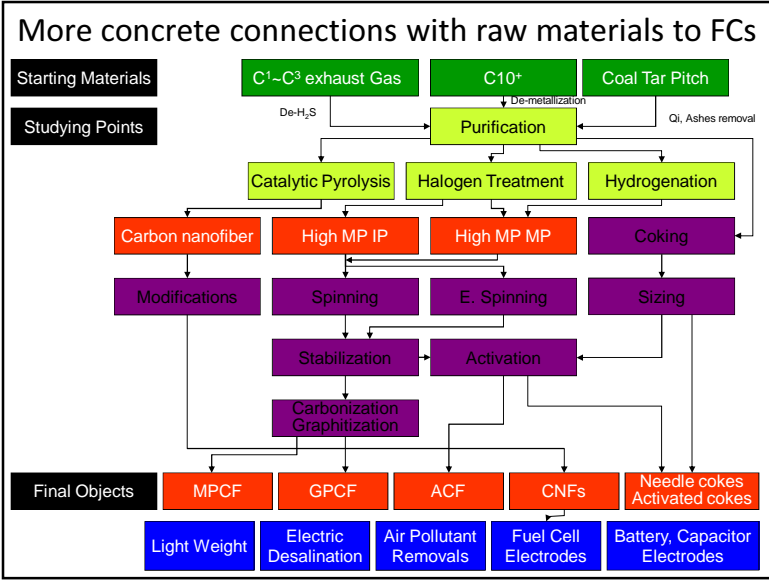 More concrete connections with raw materials to FCs
Starting Materials
C¹~C³ exhaust Gas
C10⁺
Coal Tar Pitch
De-H₂S
De-metallization
Qi, Ashes removal
Studying Points
Purification
Catalytic Pyrolysis
Halogen Treatment
Hydrogenation
Carbon nanofiber
High MP IP
High MP MP
Coking
Modifications
Spinning
E. Spinning
Sizing
Stabilization
Activation
Carbonization
Graphitization
Final Objects
MPCF
GPCF
ACF
CNFs
Needle cokes
Activated cokes
Light Weight
Electric
Desalination
Air Pollutant
Removals
Fuel Cell
Electrodes
Battery, Capacitor
Electrodes